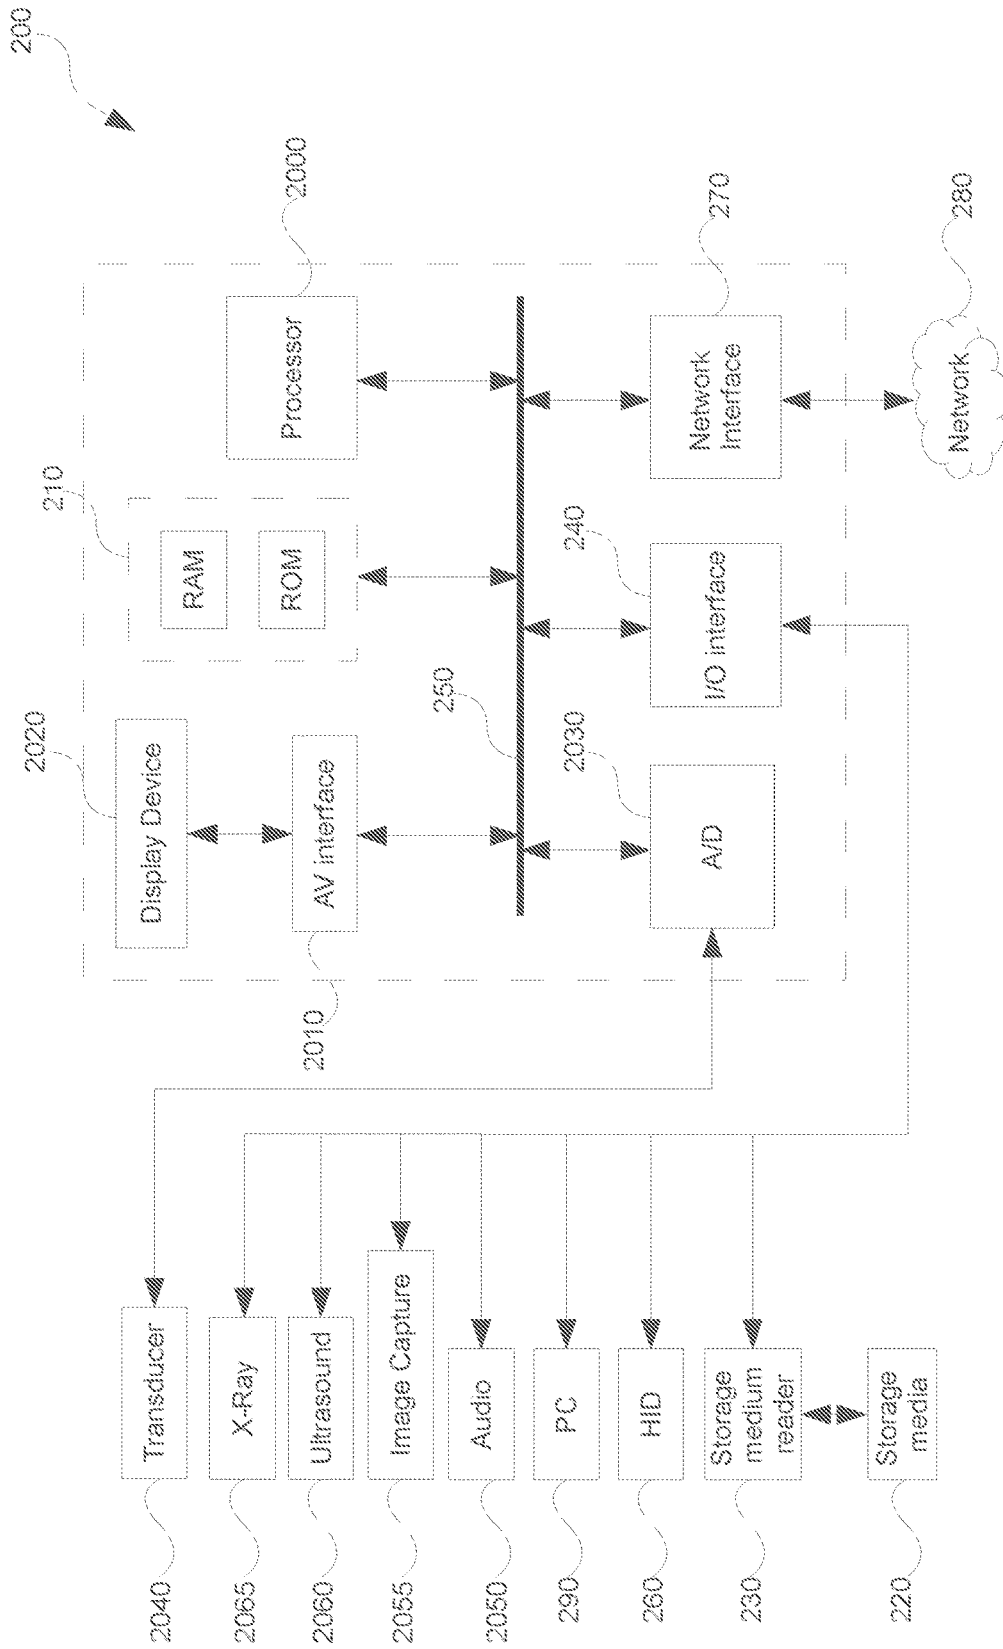 200
2040
Transducer
2065
X-Ray
2060
Ultrasound
2055
Image Capture
2050
Audio
290
PC
260
HID
230
Storage
medium
reader
220
Storage
media
2020
Display Device
2010
AV interface
210
RAM
ROM
2000
Processor
250
2030
A/D
240
I/O interface
270
Network
Interface
280
Network